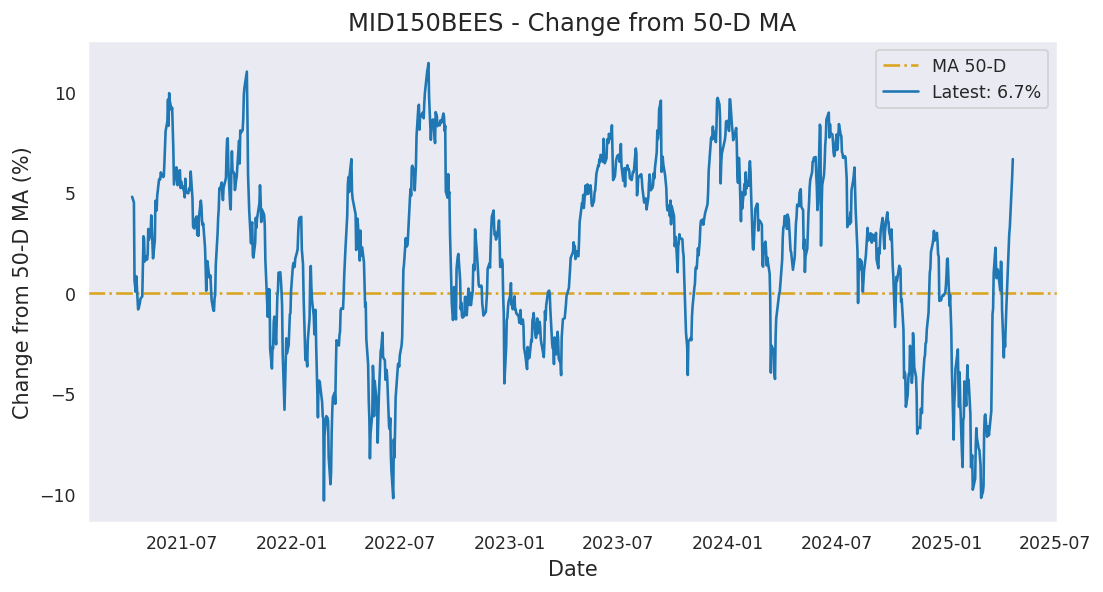 MID150BEES - Change from 50-D MA
MA 50-D
Latest: 6.7%
Change from 50-D MA (%)
10
5
0
−5
−10
2021-07 2022-01 2022-07 2023-01 2023-07 2024-01 2024-07 2025-01 2025-07
Date